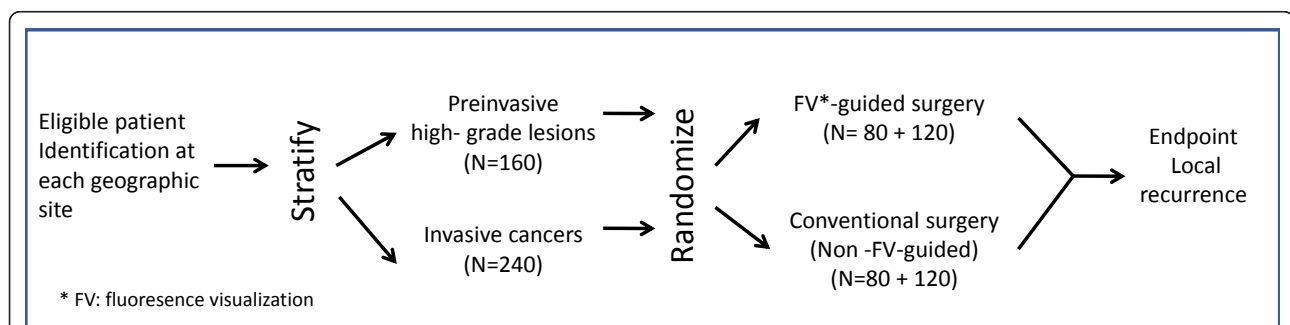 Eligible patient
Identification at
each geographic
site
Stratify
Preinvasive
high- grade lesions
(N=160)
Invasive cancers
(N=240)
Randomize
FV*-guided surgery
(N= 80 + 120)
Conventional surgery
(Non -FV-guided)
(N=80 + 120)
Endpoint
Local
recurrence
* FV: fluoresence visualization